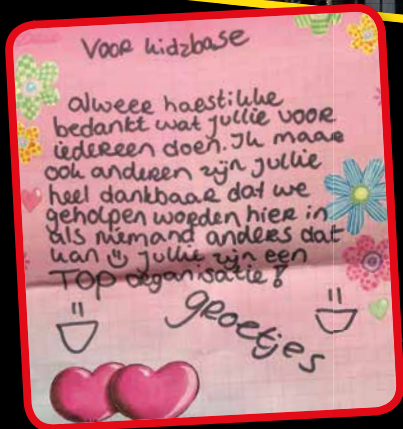 Voor kidzbase
alweer harstikke
bedankt wat jullie voor
iedereen doen. Ik maar
ook anderen zijn jullie
heel dankbaar dat we
geholpen worden hier in
als niemand anders dat
kan jullie zijn een
TOP organisatie!
groetjes